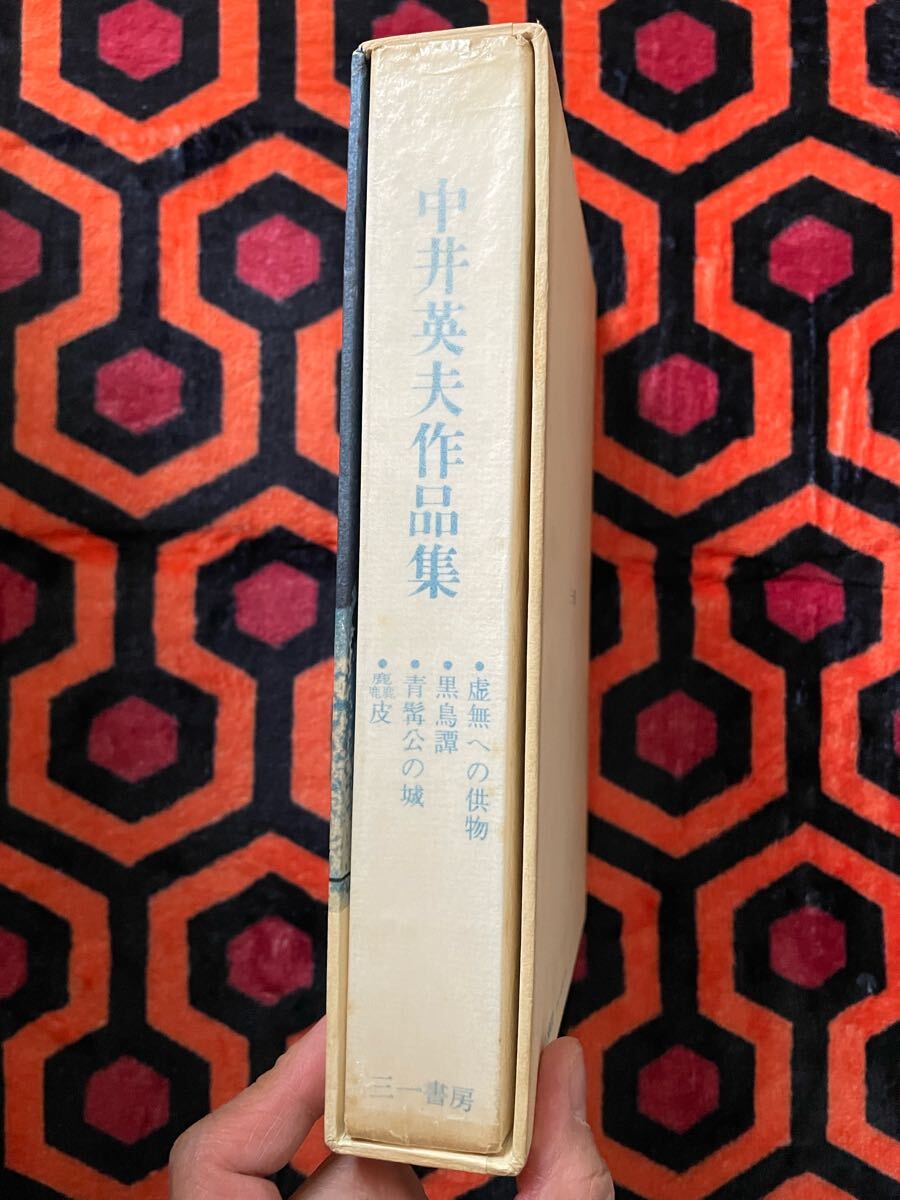 中井英夫作品集
•虚無への供物
•黒鳥譚
•青髯公の城
•麤皮
三一書房